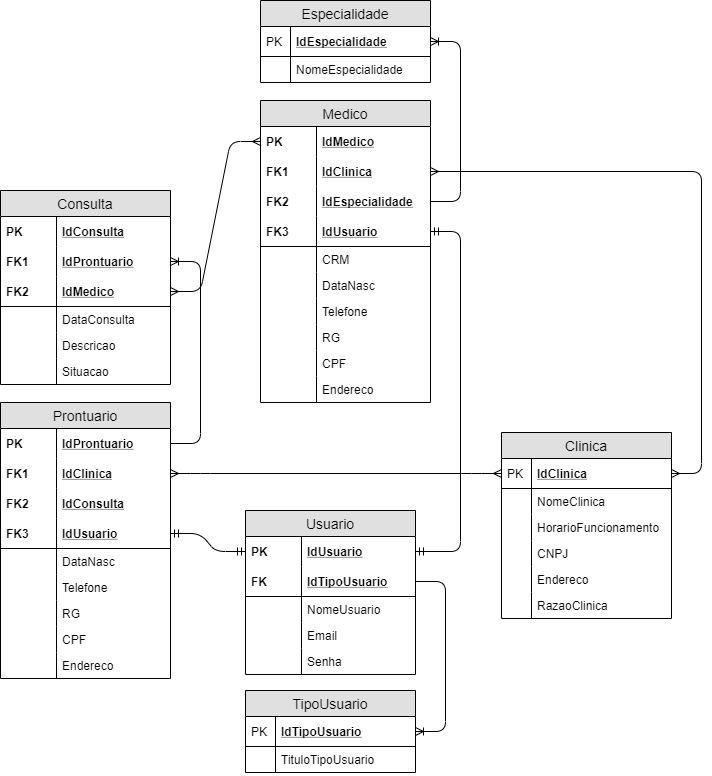 Especialidade
PK IdEspecialidade
NomeEspecialidade
Medico
PK IdMedico
FK1 IdClinica
FK2 IdEspecialidade
FK3 IdUsuario
CRM
DataNasc
Telefone
RG
CPF
Endereco
Consulta
PK IdConsulta
FK1 IdProntuario
FK2 IdMedico
DataConsulta
Descricao
Situacao
Prontuario
PK IdProntuario
FK1 IdClinica
FK2 IdConsulta
FK3 IdUsuario
DataNasc
Telefone
RG
CPF
Endereco
Clinica
PK IdClinica
NomeClinica
HorarioFuncionamento
CNPJ
Endereco
RazaoClinica
Usuario
PK IdUsuario
FK IdTipoUsuario
NomeUsuario
Email
Senha
TipoUsuario
PK IdTipoUsuario
TituloTipoUsuario